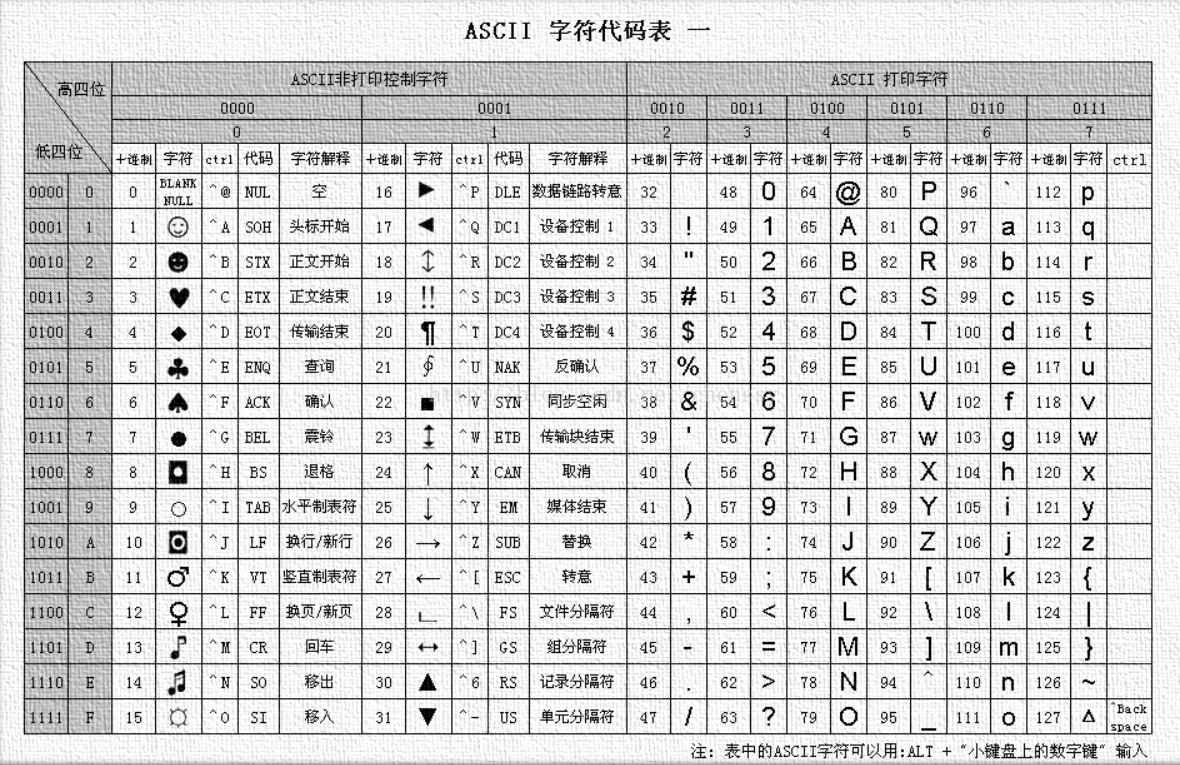 ASCII 字符代码表 一
高四位 ASCII非打印控制字符 ASCII 打印字符
0000 0001 0010 0011 0100 0101 0110 0111
0 1 2 3 4 5 6 7
低四位 十进制 字符 ctrl 代码 字符解释 十进制 字符 ctrl 代码 字符解释 十进制 字符 十进制 字符 十进制 字符 十进制 字符 十进制 字符 十进制 字符 ctrl
0000 0 0 BLANK NULL ^@ NUL 空 16 ► ^P DLE 数据链路转意 32 48 0 64 @ 80 P 96 ` 112 p
0001 1 1 ☺ ^A SOH 头标开始 17 ◄ ^Q DC1 设备控制 1 33 ! 49 1 65 A 81 Q 97 a 113 q
0010 2 2 ☻ ^B STX 正文开始 18 ↕ ^R DC2 设备控制 2 34 " 50 2 66 B 82 R 98 b 114 r
0011 3 3 ♥ ^C ETX 正文结束 19 ‼ ^S DC3 设备控制 3 35 # 51 3 67 C 83 S 99 c 115 s
0100 4 4 ♦ ^D EOT 传输结束 20 ¶ ^T DC4 设备控制 4 36 $ 52 4 68 D 84 T 100 d 116 t
0101 5 5 ♣ ^E ENQ 查询 21 ∮ ^U NAK 反确认 37 % 53 5 69 E 85 U 101 e 117 u
0110 6 6 ♠ ^F ACK 确认 22 ■ ^V SYN 同步空闲 38 & 54 6 70 F 86 V 102 f 118 v
0111 7 7 ● ^G BEL 震铃 23 ↨ ^W ETB 传输块结束 39 ' 55 7 71 G 87 w 103 g 119 w
1000 8 8 ◘ ^H BS 退格 24 ↑ ^X CAN 取消 40 ( 56 8 72 H 88 X 104 h 120 x
1001 9 9 ○ ^I TAB 水平制表符 25 ↓ ^Y EM 媒体结束 41 ) 57 9 73 I 89 Y 105 i 121 y
1010 A 10 ◙ ^J LF 换行/新行 26 → ^Z SUB 替换 42 * 58 : 74 J 90 Z 106 j 122 z
1011 B 11 ♂ ^K VT 竖直制表符 27 ← ^[ ESC 转意 43 + 59 ; 75 K 91 [ 107 k 123 {
1100 C 12 ♀ ^L FF 换页/新页 28 ∟ ^\ FS 文件分隔符 44 , 60 < 76 L 92 \ 108 l 124 |
1101 D 13 ♪ ^M CR 回车 29 ↔ ^] GS 组分隔符 45 - 61 = 77 M 93 ] 109 m 125 }
1110 E 14 ♫ ^N SO 移出 30 ▲ ^6 RS 记录分隔符 46 . 62 > 78 N 94 ^ 110 n 126 ~
1111 F 15 ☼ ^O SI 移入 31 ▼ ^- US 单元分隔符 47 / 63 ? 79 O 95 _ 111 o 127 Δ ^Back space
注: 表中的ASCII字符可以用:ALT + "小键盘上的数字键" 输入